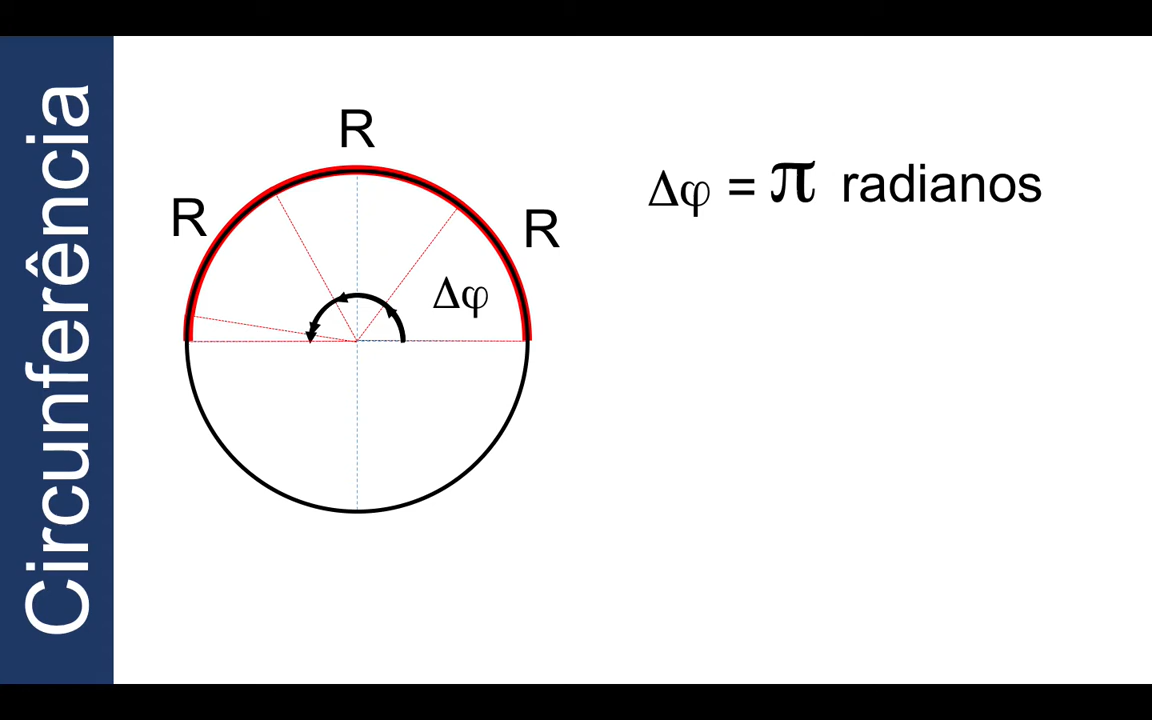 Circunferência
R
R
R
Δφ
Δφ = π radianos